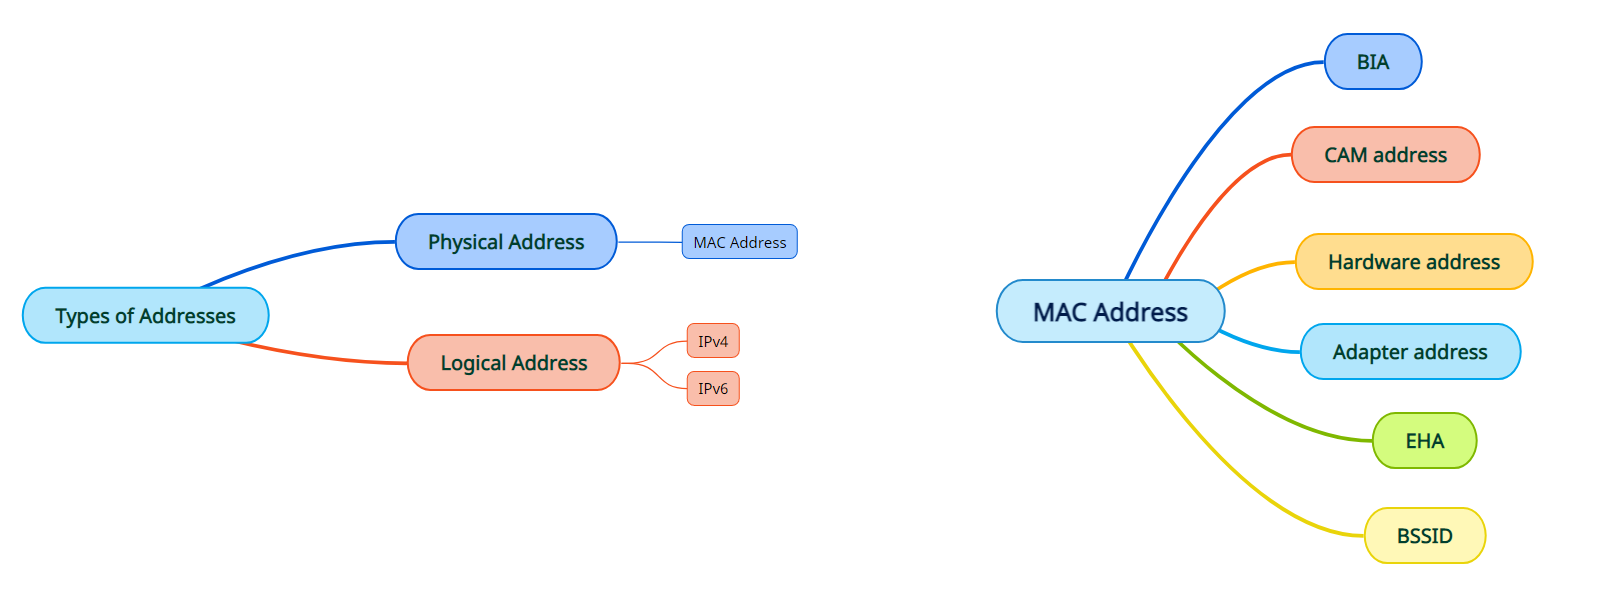 Types of Addresses
Physical Address
MAC Address
Logical Address
IPv4
IPv6
MAC Address
BIA
CAM address
Hardware address
Adapter address
EHA
BSSID